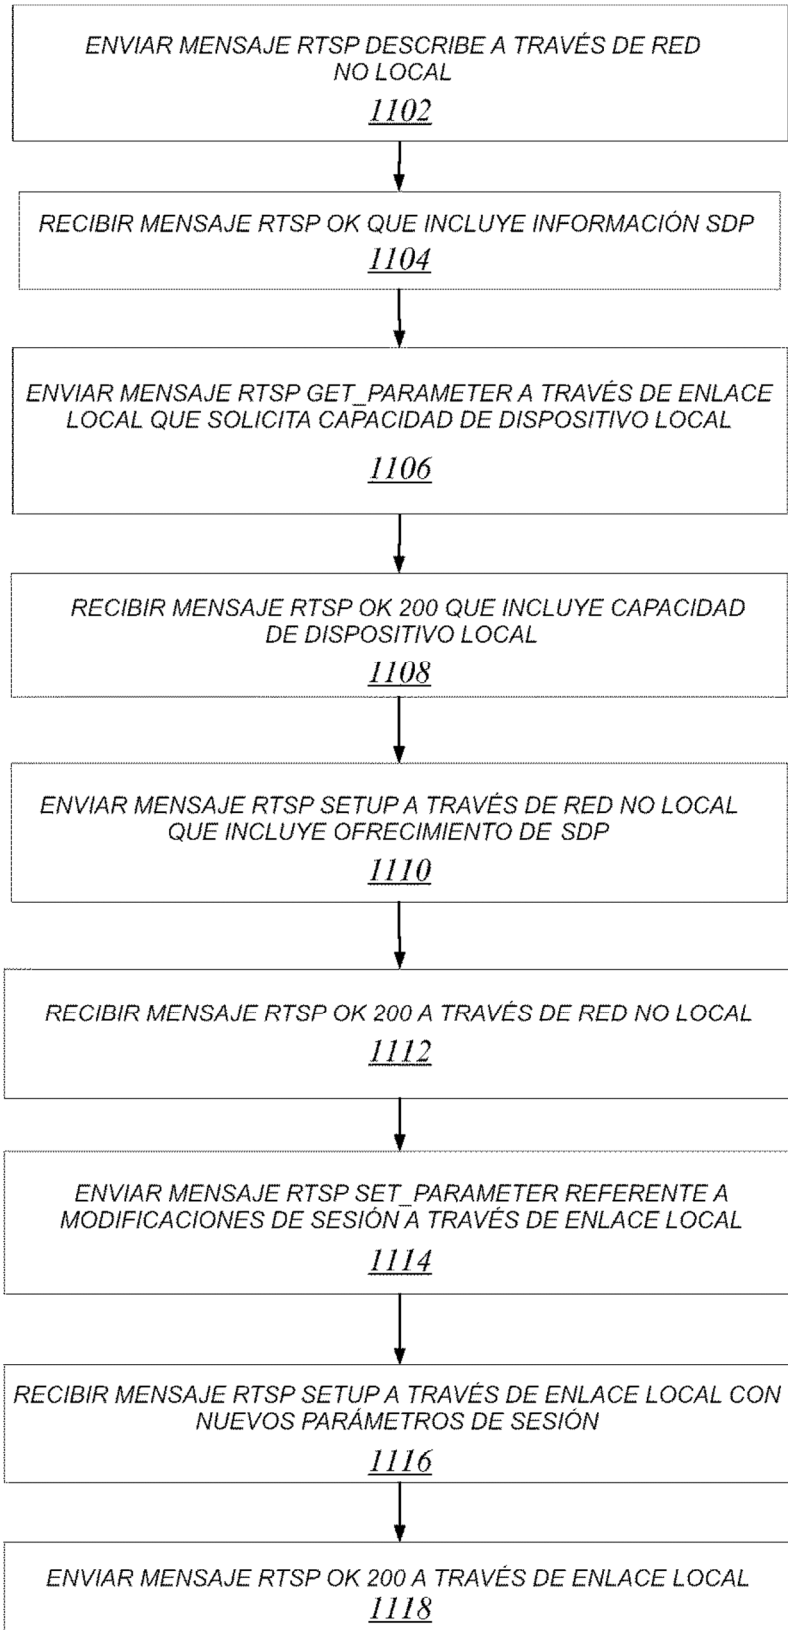 ENVIAR MENSAJE RTSP DESCRIBE A TRAVÉS DE RED
NO LOCAL
1102
RECIBIR MENSAJE RTSP OK QUE INCLUYE INFORMACIÓN SDP
1104
ENVIAR MENSAJE RTSP GET_PARAMETER A TRAVÉS DE ENLACE
LOCAL QUE SOLICITA CAPACIDAD DE DISPOSITIVO LOCAL
1106
RECIBIR MENSAJE RTSP OK 200 QUE INCLUYE CAPACIDAD
DE DISPOSITIVO LOCAL
1108
ENVIAR MENSAJE RTSP SETUP A TRAVÉS DE RED NO LOCAL
QUE INCLUYE OFRECIMIENTO DE SDP
1110
RECIBIR MENSAJE RTSP OK 200 A TRAVÉS DE RED NO LOCAL
1112
ENVIAR MENSAJE RTSP SET_PARAMETER REFERENTE A
MODIFICACIONES DE SESIÓN A TRAVÉS DE ENLACE LOCAL
1114
RECIBIR MENSAJE RTSP SETUP A TRAVÉS DE ENLACE LOCAL CON
NUEVOS PARÁMETROS DE SESIÓN
1116
ENVIAR MENSAJE RTSP OK 200 A TRAVÉS DE ENLACE LOCAL
1118